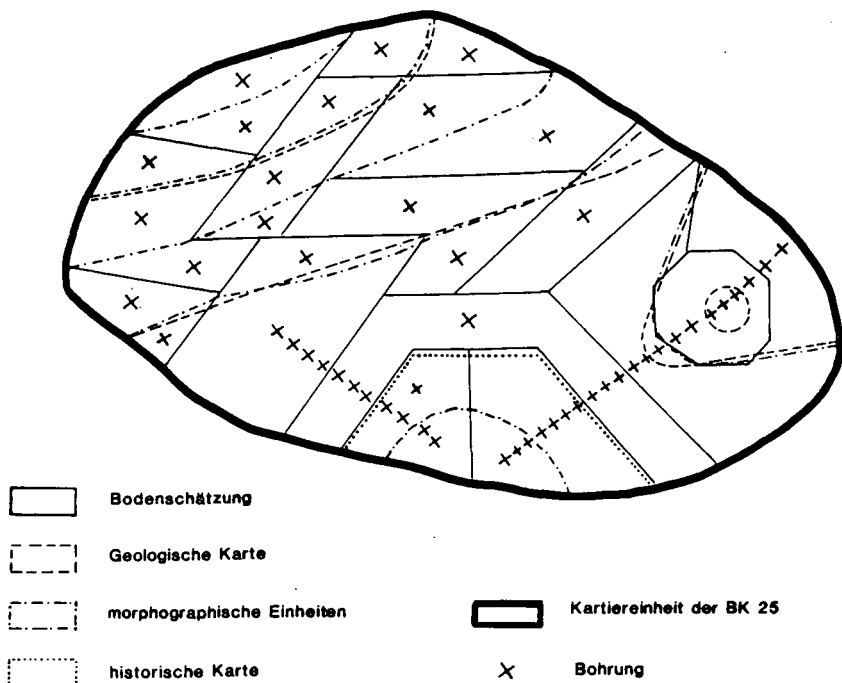 Bodenschätzung
Geologische Karte
morphographische Einheiten
historische Karte
Kartiereinheit der BK 25
Bohrung